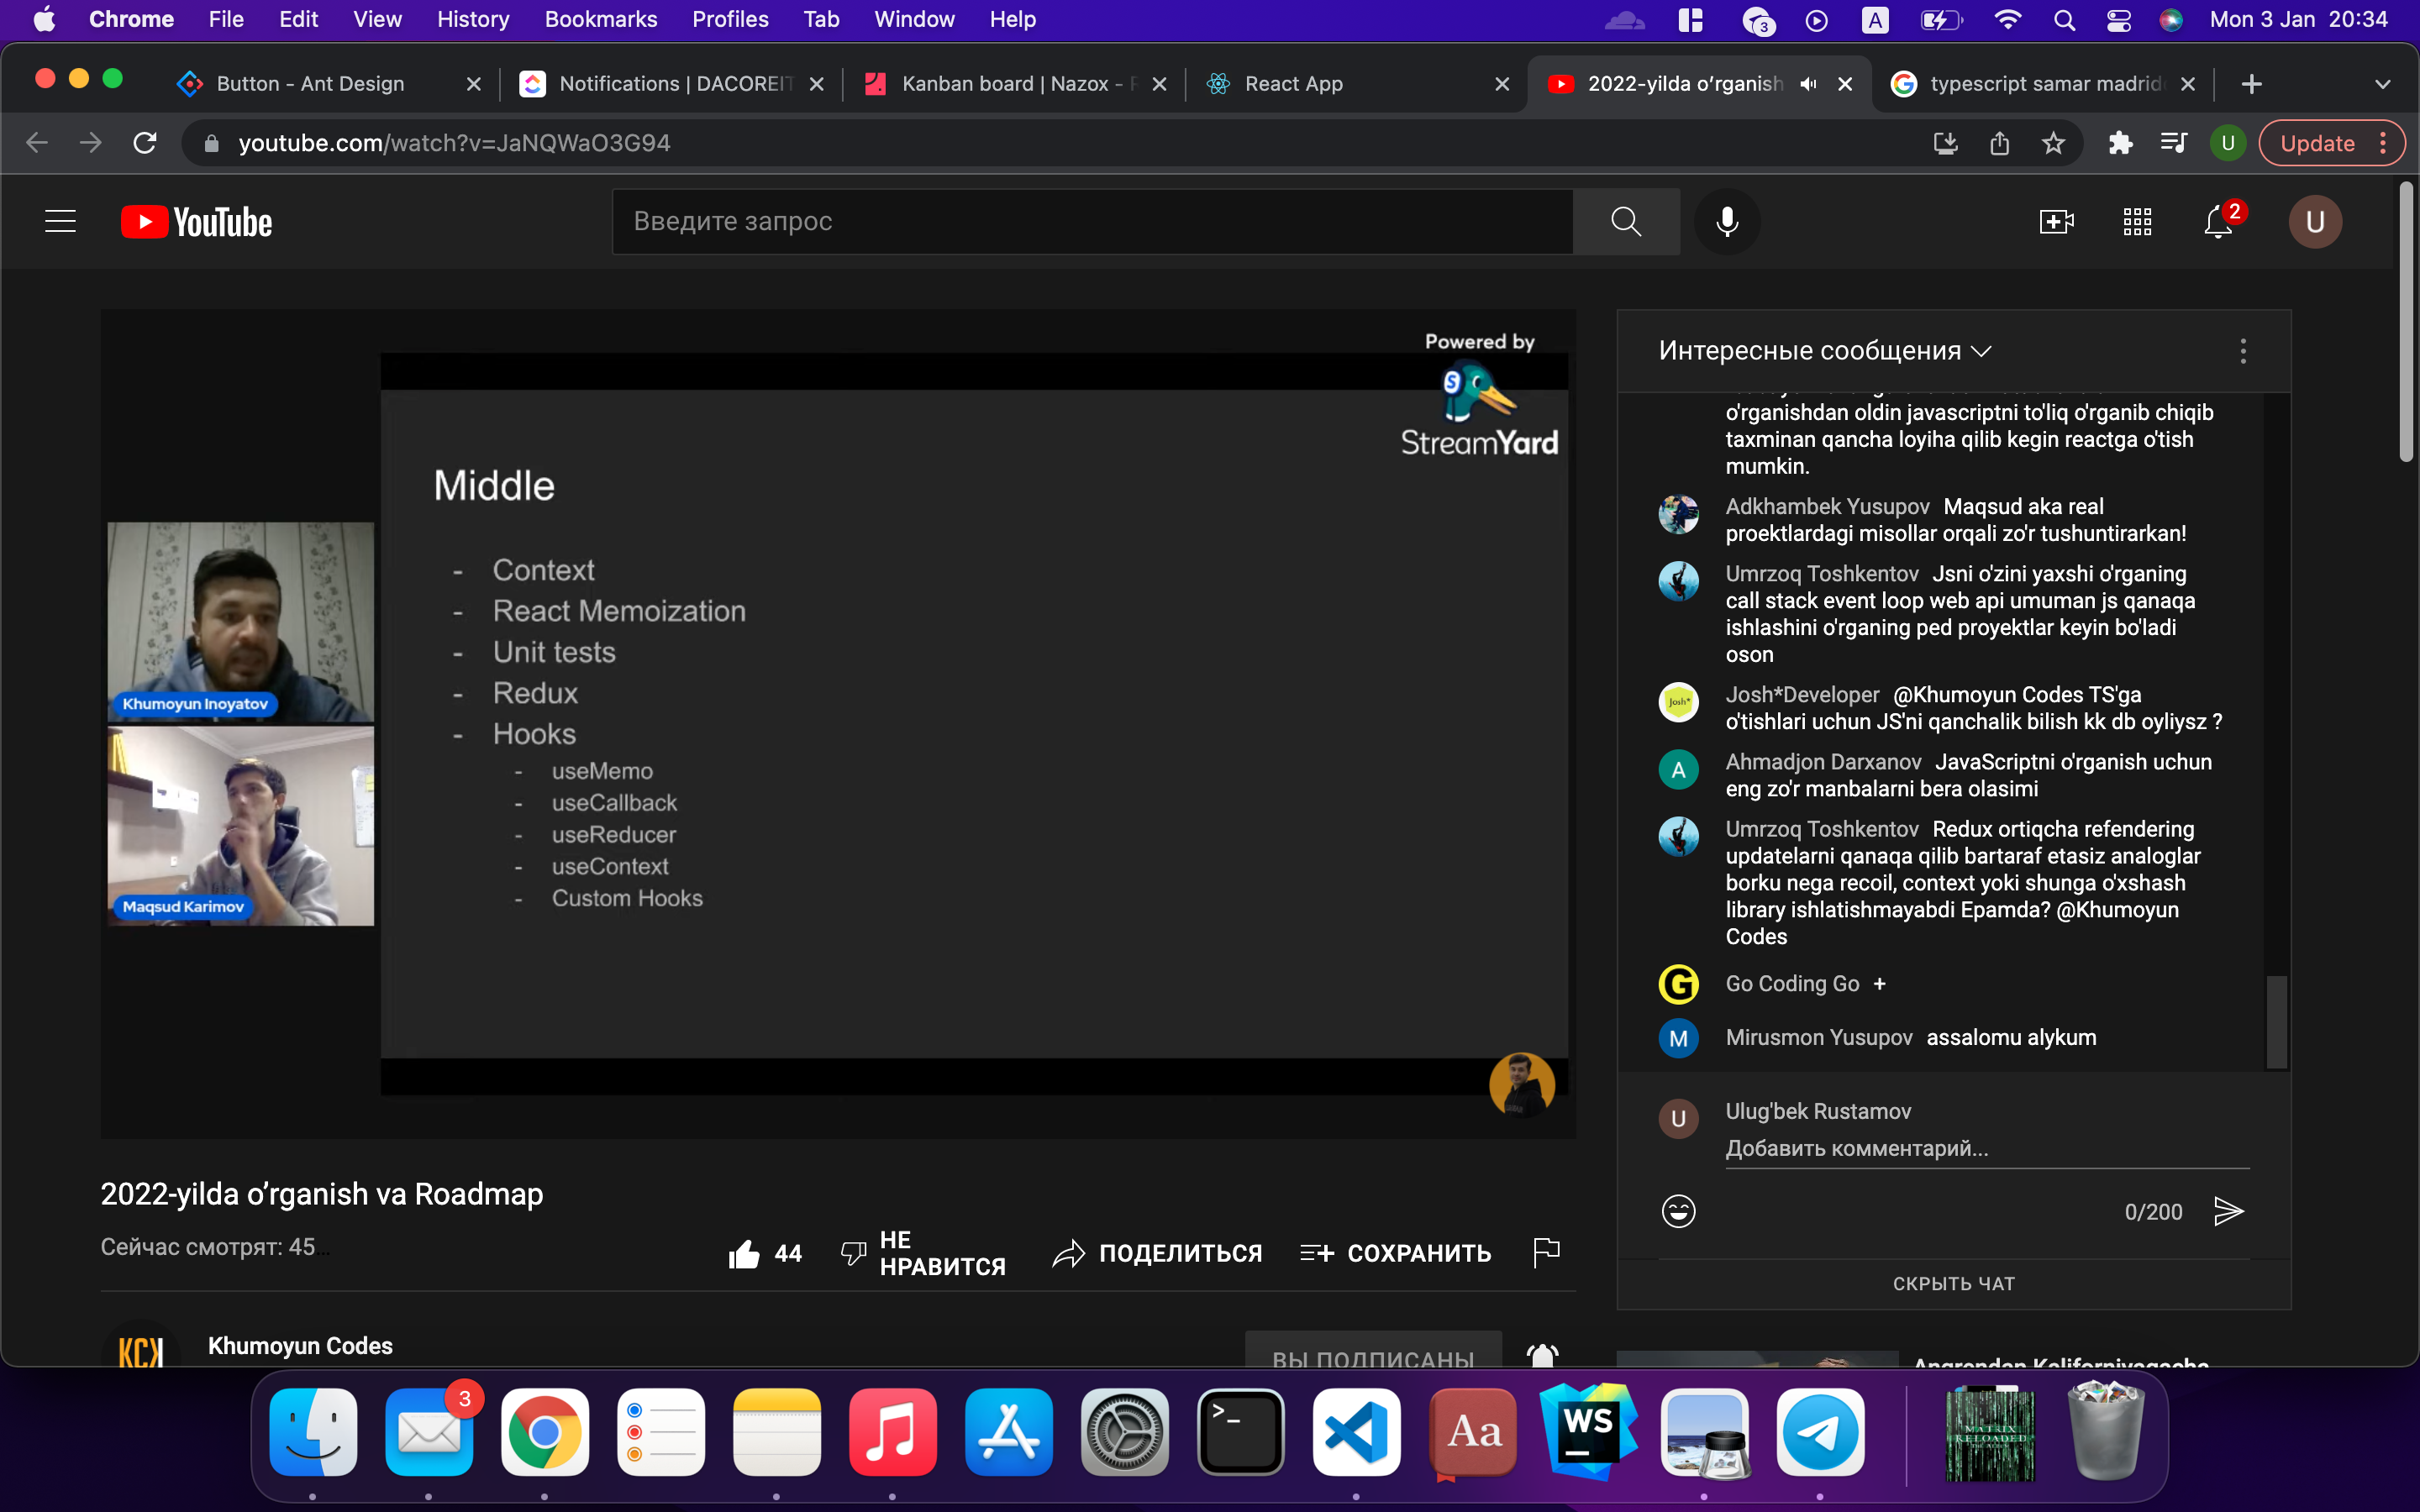 Chrome File Edit View History Bookmarks Profiles Tab Window Help
3
A
Mon 3 Jan 20:34
Button - Ant Design
Notifications | DACOREIT
Kanban board | Nazox -
React App
2022-yilda o’rganish
typescript samar madrid
youtube.com/watch?v=JaNQWaO3G94
U
Update
YouTube
Введите запрос
2
U
Powered by
StreamYard
Middle
- Context
- React Memoization
- Unit tests
- Redux
- Hooks
- useMemo
- useCallback
- useReducer
- useContext
- Custom Hooks
Khumoyun Inoyatov
Maqsud Karimov
Интересные сообщения
o'rganishdan oldin javascriptni to'liq o'rganib chiqib
taxminan qancha loyiha qilib kegin reactga o'tish
mumkin.
Adkhambek Yusupov Maqsud aka real
proektlardagi misollar orqali zo'r tushuntirarkan!
Umrzoq Toshkentov Jsni o'zini yaxshi o'rganing
call stack event loop web api umuman js qanaqa
ishlashini o'rganing ped proyektlar keyin bo'ladi
oson
Josh*
Josh*Developer @Khumoyun Codes TS'ga
o'tishlari uchun JS'ni qanchalik bilish kk db oyliysz ?
A
Ahmadjon Darxanov JavaScriptni o'rganish uchun
eng zo'r manbalarni bera olasimi
Umrzoq Toshkentov Redux ortiqcha refendering
updatelarni qanaqa qilib bartaraf etasiz analoglar
borku nega recoil, context yoki shunga o'xshash
library ishlatishmayabdi Epamda? @Khumoyun
Codes
G
Go Coding Go +
M
Mirusmon Yusupov assalomu alykum
U
Ulug'bek Rustamov
Добавить комментарий...
0/200
СКРЫТЬ ЧАТ
2022-yilda o’rganish va Roadmap
Сейчас смотрят: 45...
44
НЕ
НРАВИТСЯ
ПОДЕЛИТЬСЯ
СОХРАНИТЬ
Khumoyun Codes
ВЫ ПОДПИСАНЫ
Angrendan Kaliforniyagacha
3
>_
Aa
WS
MATRIX
RELOADED